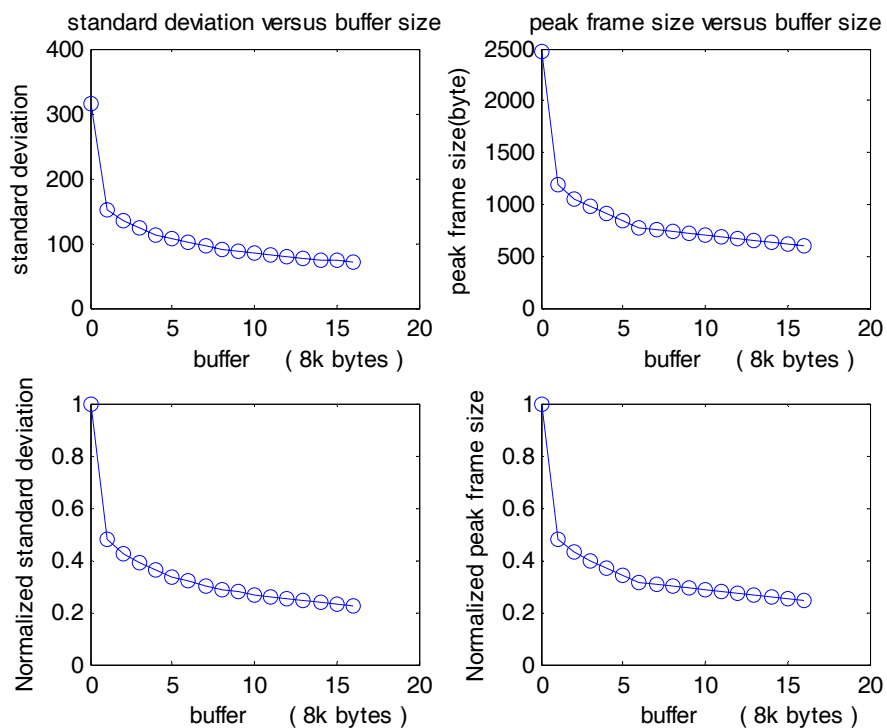 standard deviation versus buffer size
400
300
200
100
0
standard deviation
0 5 10 15 20
buffer ( 8k bytes )
peak frame size versus buffer size
2500
2000
1500
1000
500
0
peak frame size(byte)
0 5 10 15 20
buffer ( 8k bytes )
1
0.8
0.6
0.4
0.2
0
Normalized standard deviation
0 5 10 15 20
buffer ( 8k bytes )
1
0.8
0.6
0.4
0.2
0
Normalized peak frame size
0 5 10 15 20
buffer ( 8k bytes )